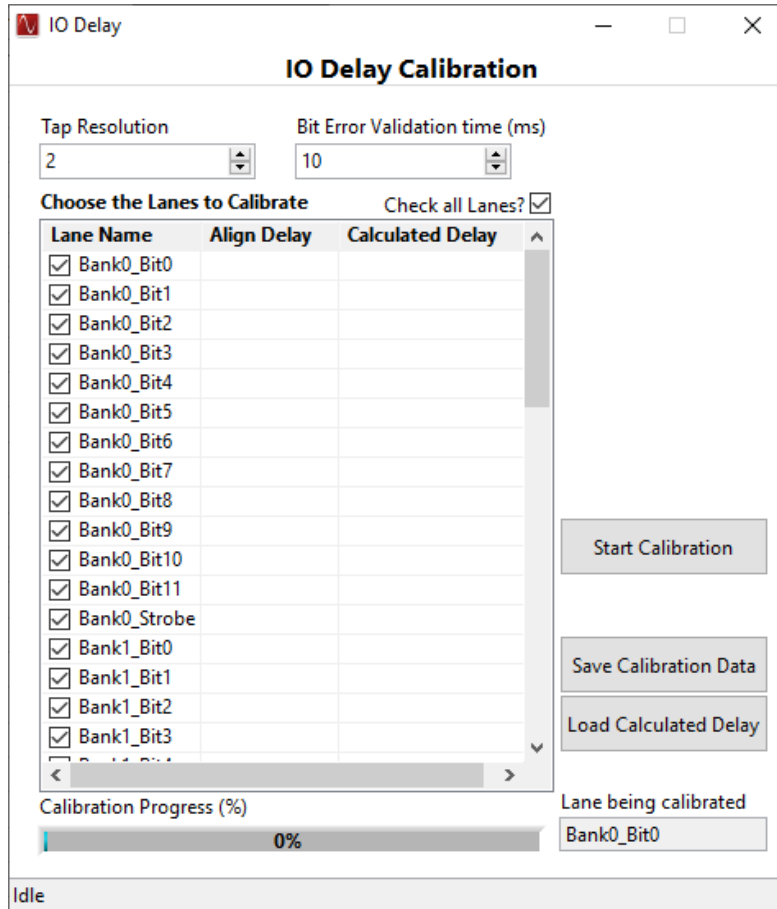 IO Delay
IO Delay Calibration
Tap Resolution
Bit Error Validation time (ms)
2
10
Choose the Lanes to Calibrate
Check all Lanes?
Lane Name Align Delay Calculated Delay
Bank0_Bit0
Bank0_Bit1
Bank0_Bit2
Bank0_Bit3
Bank0_Bit4
Bank0_Bit5
Bank0_Bit6
Bank0_Bit7
Bank0_Bit8
Bank0_Bit9
Bank0_Bit10
Bank0_Bit11
Bank0_Strobe
Bank1_Bit0
Bank1_Bit1
Bank1_Bit2
Bank1_Bit3
Start Calibration
Save Calibration Data
Load Calculated Delay
Calibration Progress (%)
0%
Lane being calibrated
Bank0_Bit0
Idle